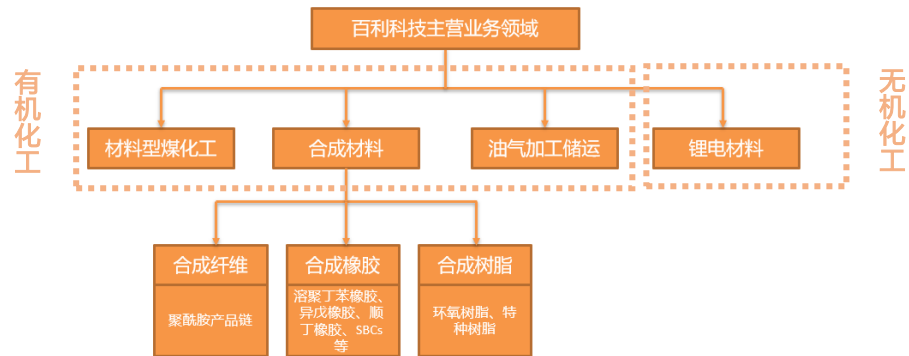 百利科技主营业务领域
有机化工
无机化工
材料型煤化工
合成材料
油气加工储运
锂电材料
合成纤维
聚酰胺产品链
合成橡胶
溶聚丁苯橡胶、
异戊橡胶、顺
丁橡胶、SBCs
等
合成树脂
环氧树脂、特
种树脂